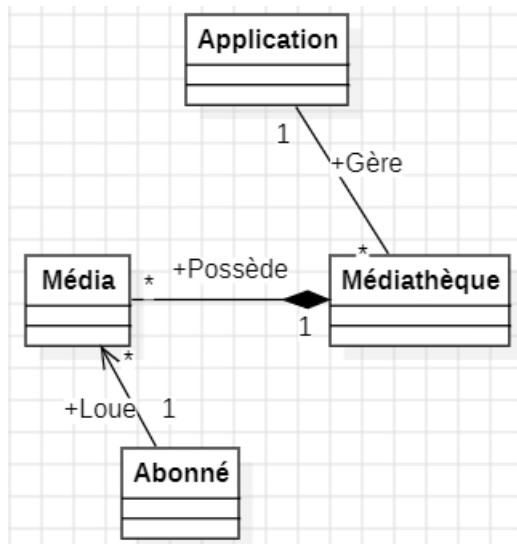 Application
1
+Gère
*
Média
*
+Possède
1
Médiathèque
*
+Loue
1
Abonné